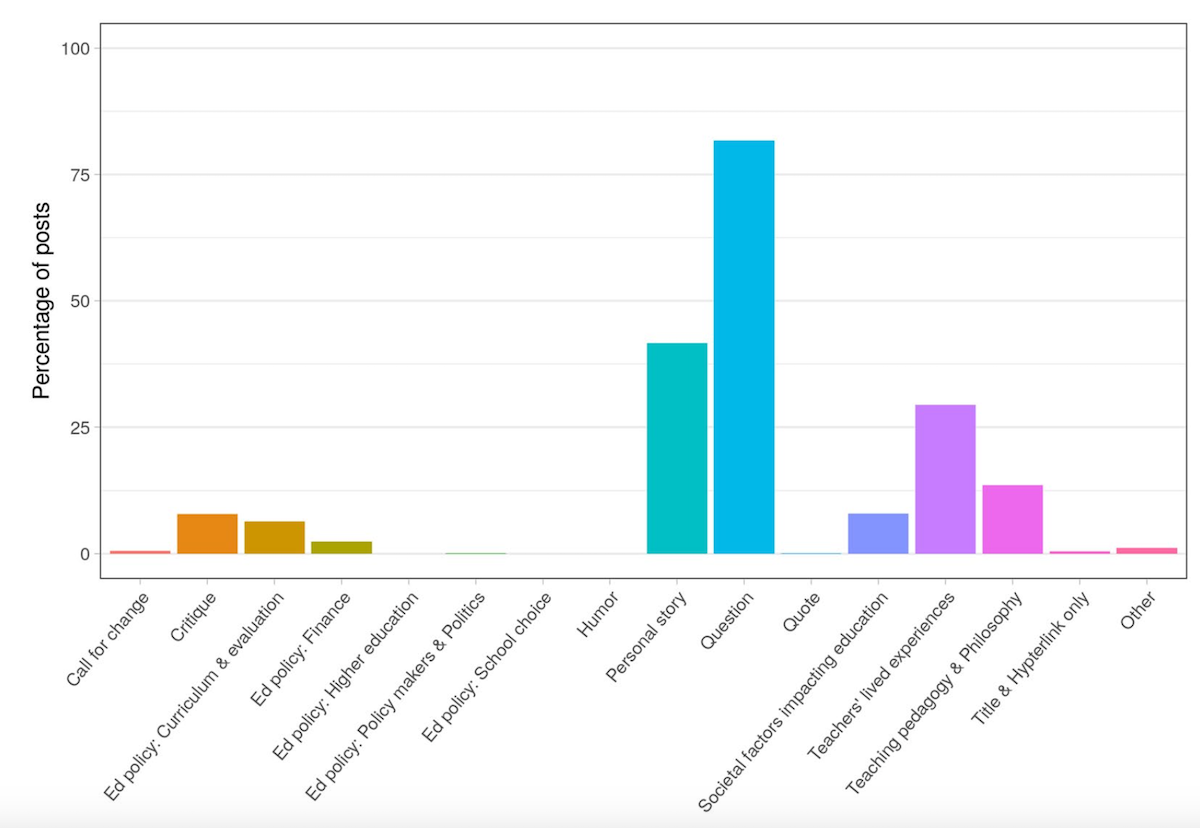 100
75
50
25
0
Percentage of posts
Call for change
Critique
Ed policy: Curriculum & evaluation
Ed policy: Finance
Ed policy: Higher education
Ed policy: Policy makers & Politics
Ed policy: School choice
Humor
Personal story
Question
Quote
Societal factors impacting education
Teachers' lived experiences
Teaching pedagogy & Philosophy
Title & Hypterlink only
Other